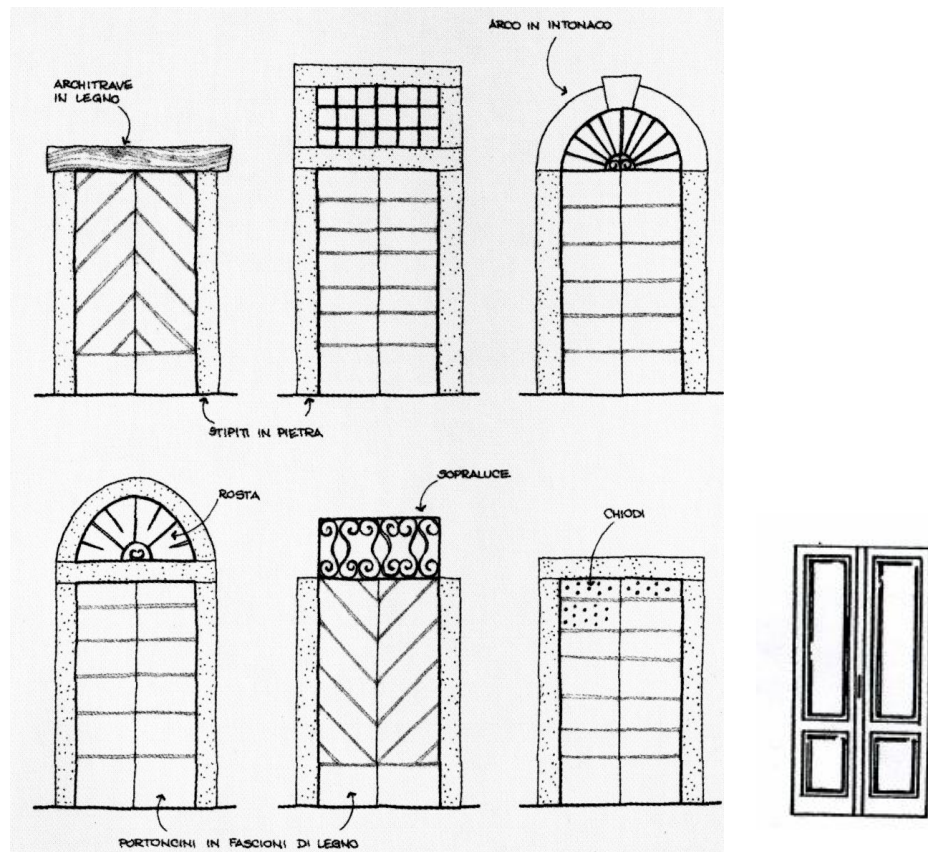 ARCO IN INTONACO
ARCHITRAVE
IN LEGNO
STIPITI IN PIETRA
ROSTA
SOPRALUCE
CHIODI
PORTONCINI IN FASCIONI DI LEGNO